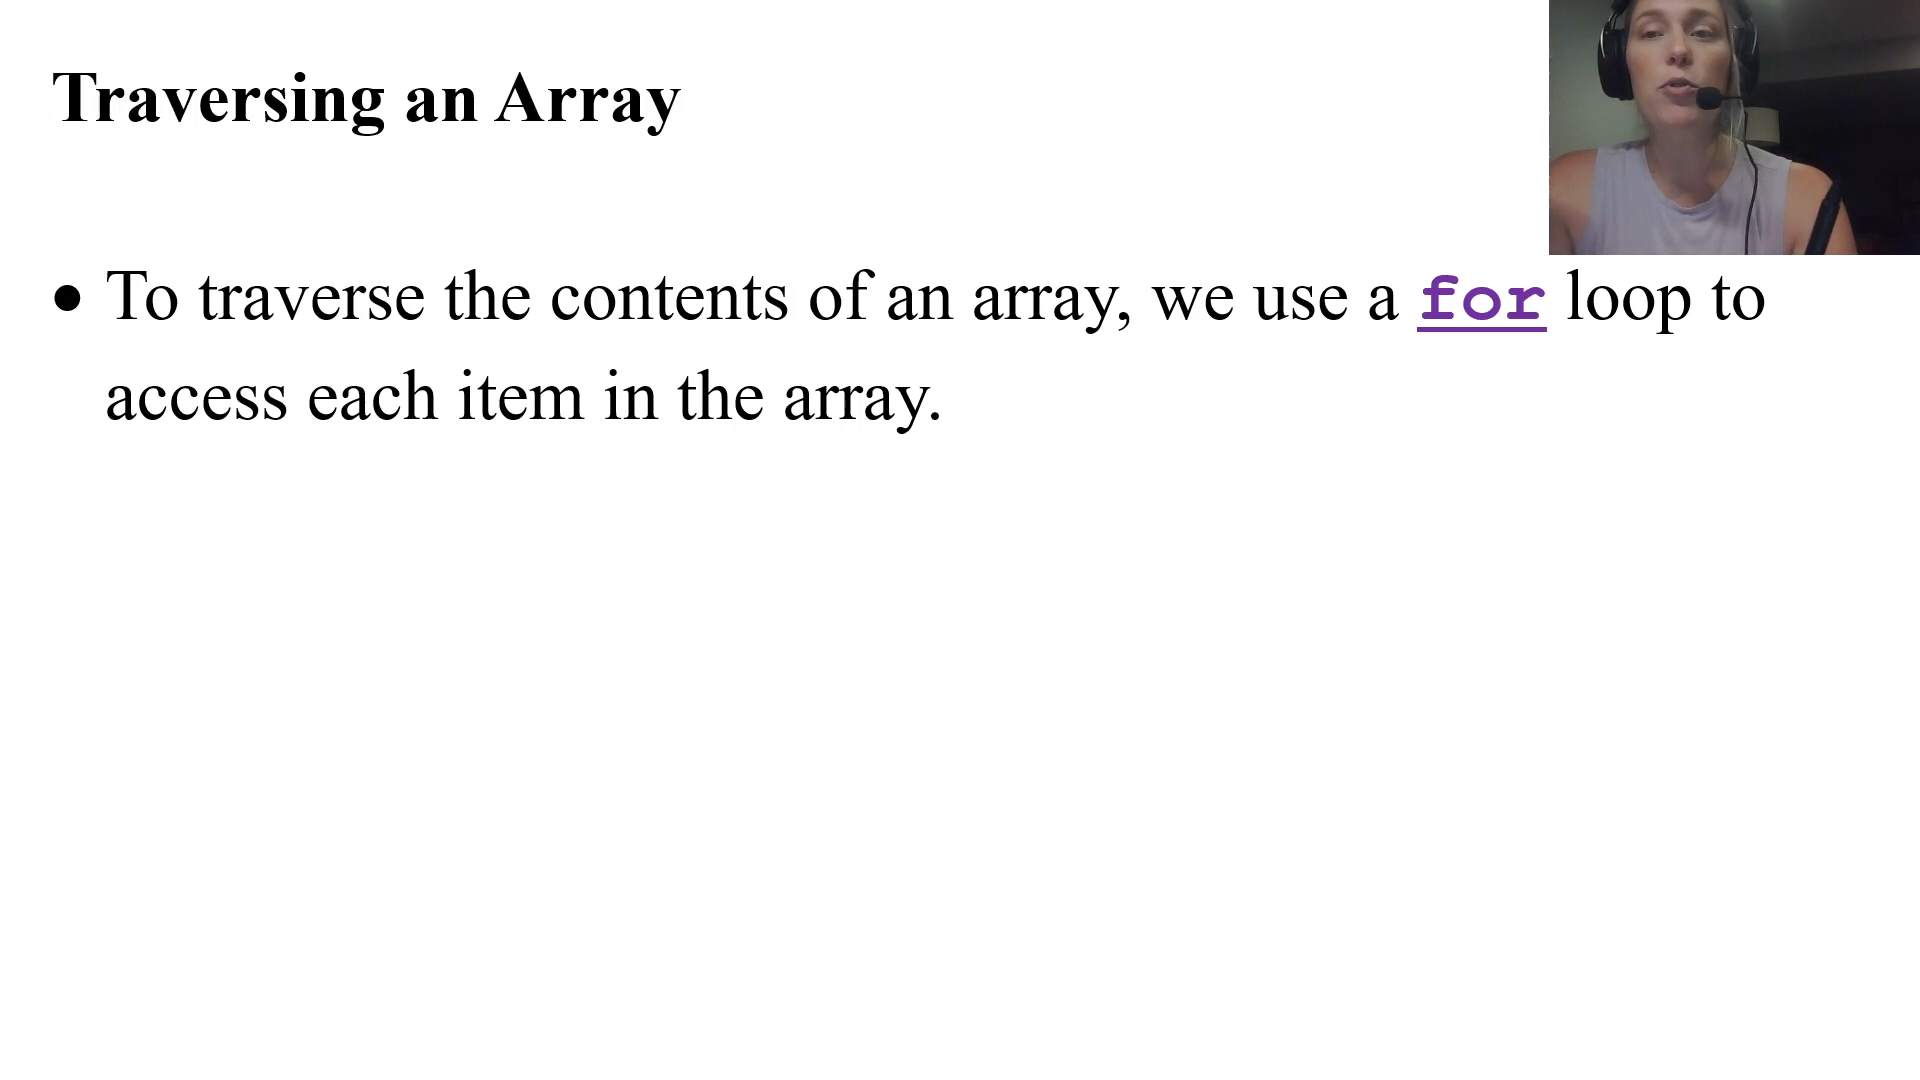 Traversing an Array
• To traverse the contents of an array, we use a for loop to
access each item in the array.